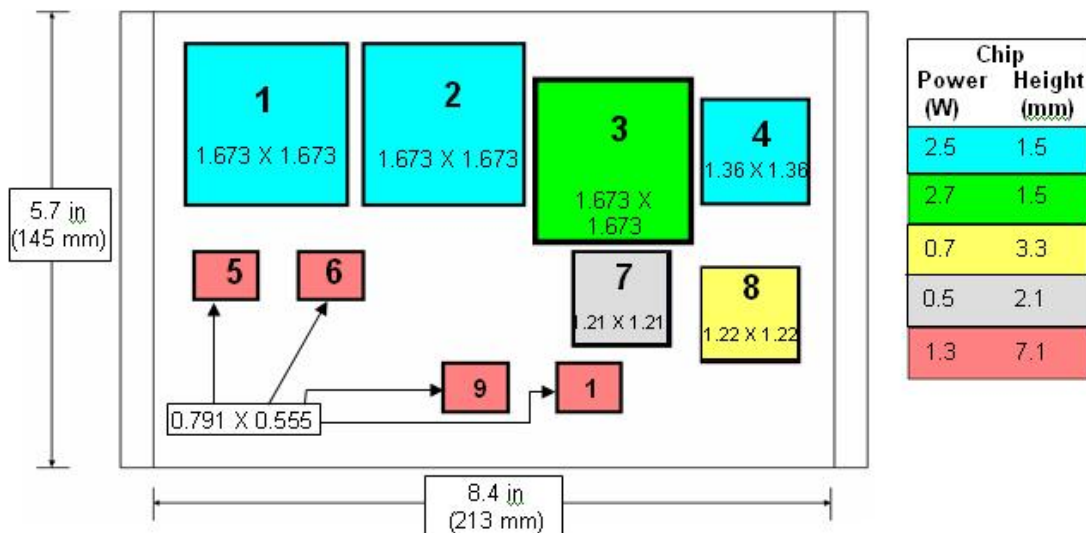 1
1.673 X 1.673
2
1.673 X 1.673
3
1.673 X
1.673
4
1.36 X 1.36
Chip
Power Height
(W) (mm)
2.5 1.5
2.7 1.5
0.7 3.3
0.5 2.1
1.3 7.1
5.7 in
(145 mm)
5
6
7
1.21 X 1.21
8
1.22 X 1.22
9
1
0.791 X 0.555
8.4 in
(213 mm)